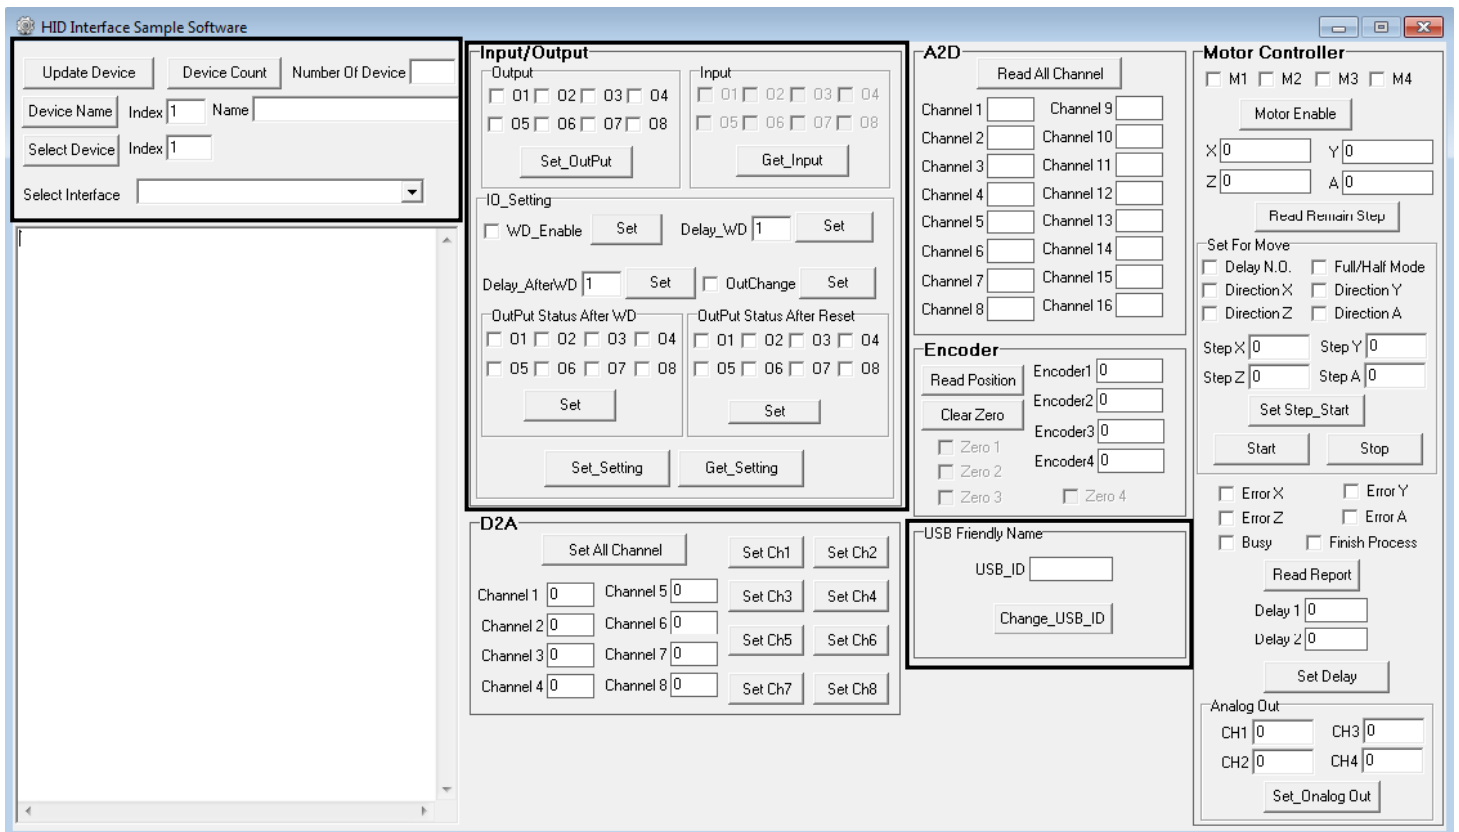 HID Interface Sample Software
Update Device Device Count Number Of Device
Device Name Index 1 Name
Select Device Index 1
Select Interface
Input/Output
Output
01 02 03 04
05 06 07 08
Set_OutPut
Input
01 02 03 04
05 06 07 08
Get_Input
IO_Setting
WD_Enable Set Delay_WD 1 Set
Delay_AfterWD 1 Set OutChange Set
OutPut Status After WD
01 02 03 04
05 06 07 08
Set
OutPut Status After Reset
01 02 03 04
05 06 07 08
Set
Set_Setting Get_Setting
D2A
Set All Channel Set Ch1 Set Ch2
Channel 1 0 Channel 5 0 Set Ch3 Set Ch4
Channel 2 0 Channel 6 0
Channel 3 0 Channel 7 0 Set Ch5 Set Ch6
Channel 4 0 Channel 8 0 Set Ch7 Set Ch8
A2D
Read All Channel
Channel 1 Channel 9
Channel 2 Channel 10
Channel 3 Channel 11
Channel 4 Channel 12
Channel 5 Channel 13
Channel 6 Channel 14
Channel 7 Channel 15
Channel 8 Channel 16
Encoder
Read Position Encoder1 0
Clear Zero Encoder2 0
Zero 1 Encoder3 0
Zero 2 Encoder4 0
Zero 3 Zero 4
USB Friendly Name
USB_ID
Change_USB_ID
Motor Controller
M1 M2 M3 M4
Motor Enable
X 0 Y 0
Z 0 A 0
Read Remain Step
Set For Move
Delay N.O. Full/Half Mode
Direction X Direction Y
Direction Z Direction A
Step X 0 Step Y 0
Step Z 0 Step A 0
Set Step_Start
Start Stop
Error X Error Y
Error Z Error A
Busy Finish Process
Read Report
Delay 1 0
Delay 2 0
Set Delay
Analog Out
CH1 0 CH3 0
CH2 0 CH4 0
Set_Onalog Out